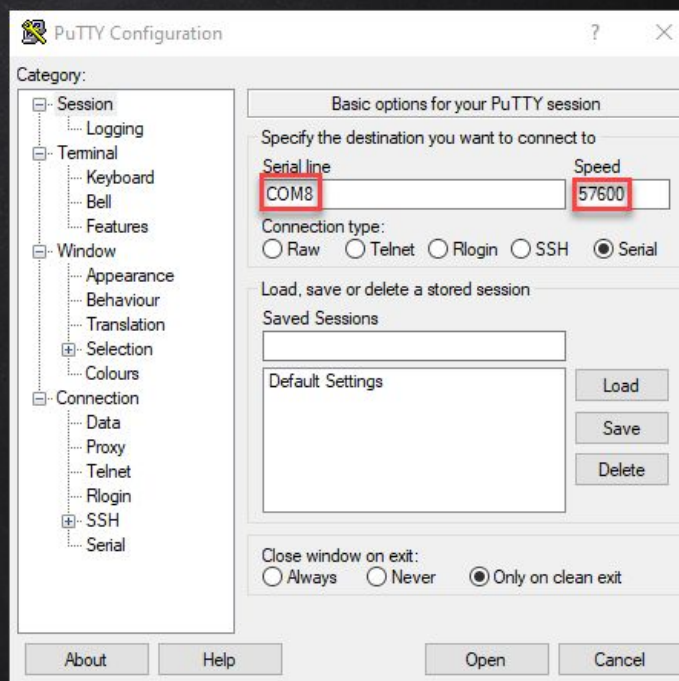 PuTTY Configuration
?
Category:
Session
Logging
Terminal
Keyboard
Bell
Features
Window
Appearance
Behaviour
Translation
Selection
Colours
Connection
Data
Proxy
Telnet
Rlogin
SSH
Serial
Basic options for your PuTTY session
Specify the destination you want to connect to
Serial line Speed
COM8 57600
Connection type:
Raw Telnet Rlogin SSH Serial
Load, save or delete a stored session
Saved Sessions
Default Settings
Load
Save
Delete
Close window on exit:
Always Never Only on clean exit
About Help Open Cancel